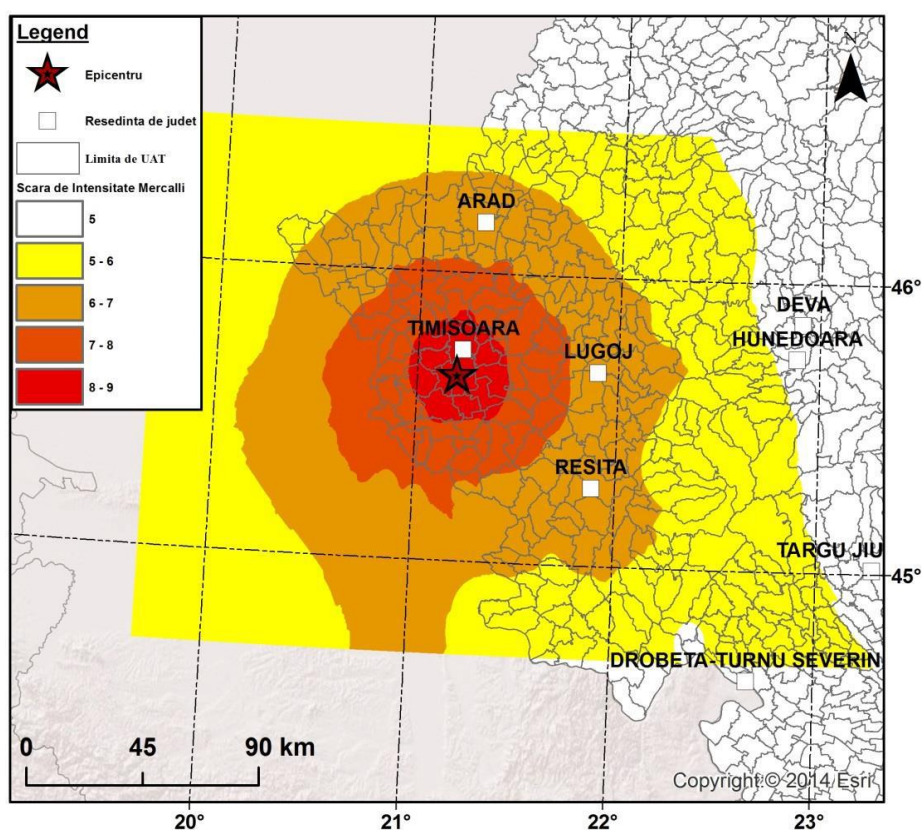 Legend
Epicentru
Resedinta de judet
Limita de UAT
Scara de Intensitate Mercalli
5
5 - 6
6 - 7
7 - 8
8 - 9
N
ARAD
TIMISOARA
LUGOJ
DEVA
HUNEDOARA
RESITA
TARGU JIU
DROBETA-TURNU SEVERIN
46°
45°
0 45 90 km
Copyright:© 2014 Esri
20° 21° 22° 23°